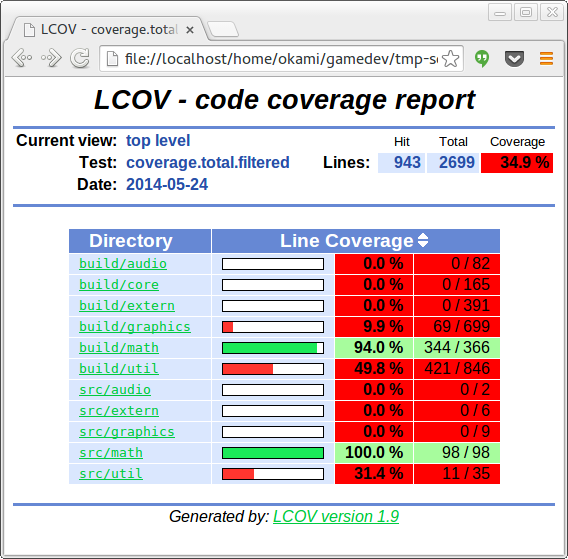 LCOV - coverage.total
file://localhost/home/okami/gamedev/tmp-s
LCOV - code coverage report
Current view: top level
Hit Total Coverage
Test: coverage.total.filtered Lines: 943 2699 34.9 %
Date: 2014-05-24
Directory Line Coverage
build/audio 0.0 % 0 / 82
build/core 0.0 % 0 / 165
build/extern 0.0 % 0 / 391
build/graphics 9.9 % 69 / 699
build/math 94.0 % 344 / 366
build/util 49.8 % 421 / 846
src/audio 0.0 % 0 / 2
src/extern 0.0 % 0 / 6
src/graphics 0.0 % 0 / 9
src/math 100.0 % 98 / 98
src/util 31.4 % 11 / 35
Generated by: LCOV version 1.9